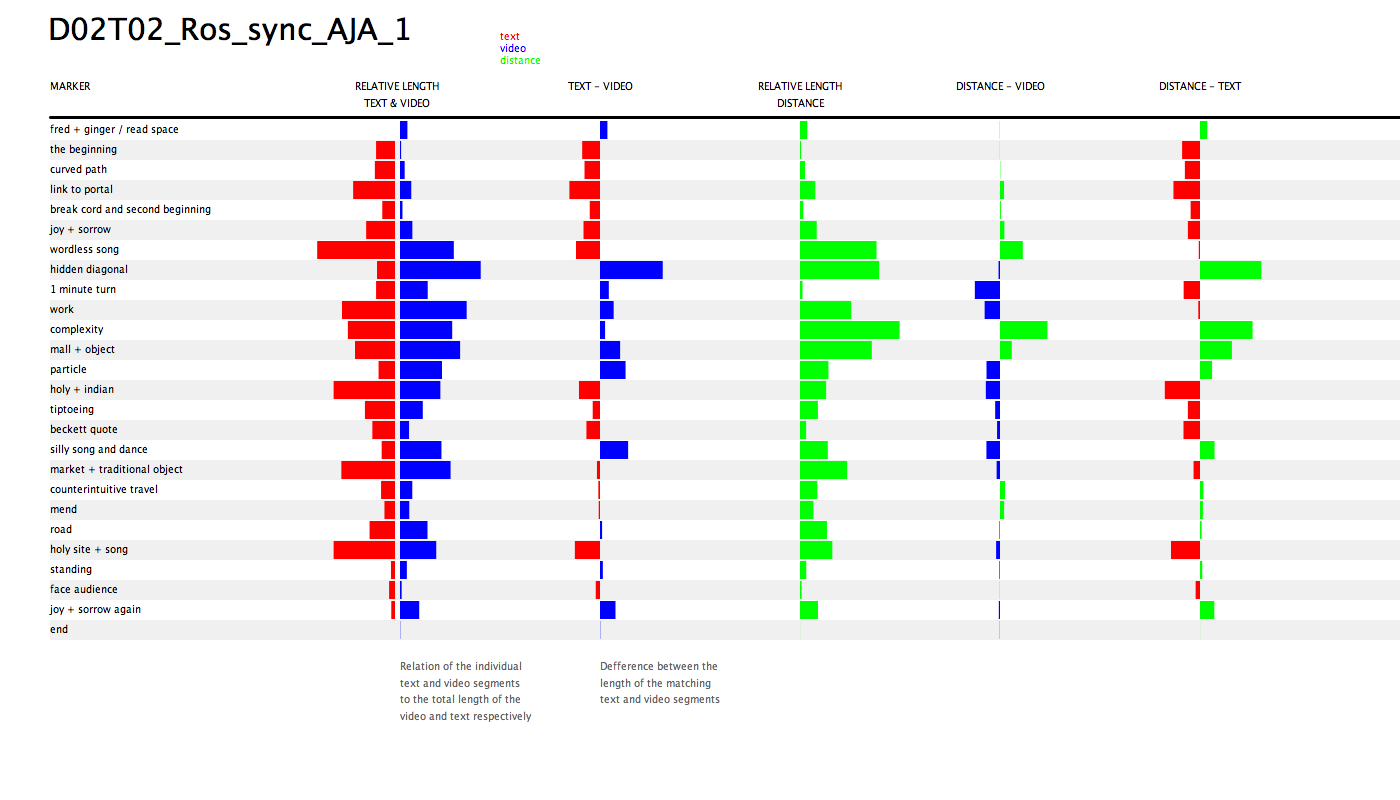 D02T02_Ros_sync_AJA_1
text
video
distance
MARKER
RELATIVE LENGTH
TEXT & VIDEO
TEXT - VIDEO
RELATIVE LENGTH
DISTANCE
DISTANCE - VIDEO
DISTANCE - TEXT
fred + ginger / read space
the beginning
curved path
link to portal
break cord and second beginning
joy + sorrow
wordless song
hidden diagonal
1 minute turn
work
complexity
mall + object
particle
holy + indian
tiptoeing
beckett quote
silly song and dance
market + traditional object
counterintuitive travel
mend
road
holy site + song
standing
face audience
joy + sorrow again
end
Relation of the individual
text and video segments
to the total length of the
video and text respectively
Defference between the
length of the matching
text and video segments